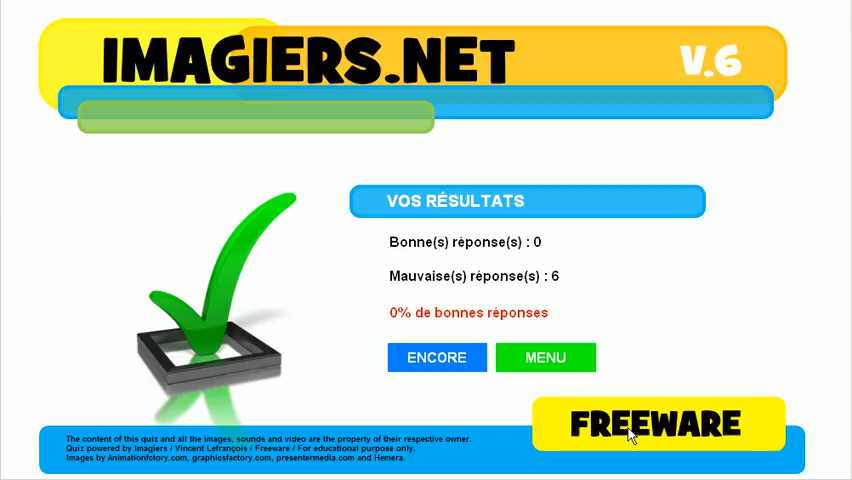 IMAGIERS.NET
V.6
VOS RÉSULTATS
Bonne(s) réponse(s) : 0
Mauvaise(s) réponse(s) : 6
0% de bonnes réponses
ENCORE
MENU
FREEWARE
The content of this quiz and all the images, sounds and video are the property of their respective owner.
Quiz powered by Imagiers / Vincent Lefrançois / Freeware / For educational purpose only.
Images by Animationfctory.com, graphicsfactory.com, presentermedia.com and Hemera.